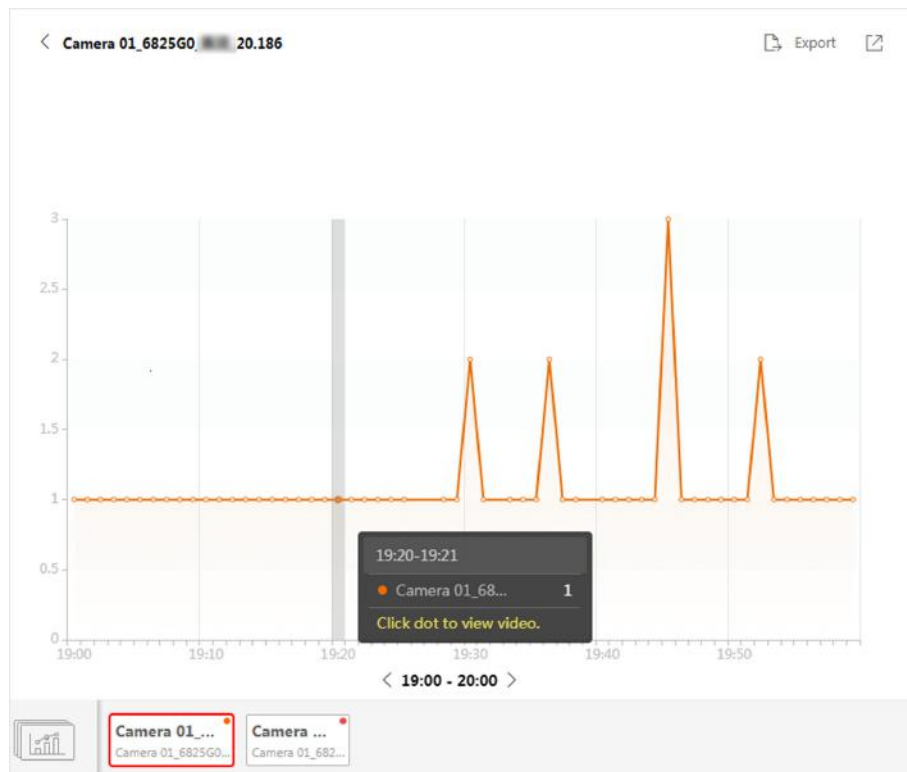 Camera 01_6825G0_ 20.186
Export
3
2.5
2
1.5
1
0.5
0
19:00 19:10 19:20 19:30 19:40 19:50
19:20-19:21
Camera 01_68... 1
Click dot to view video.
< 19:00 - 20:00 >
Camera 01_...
Camera 01_6825G0...
Camera ...
Camera 01_682...